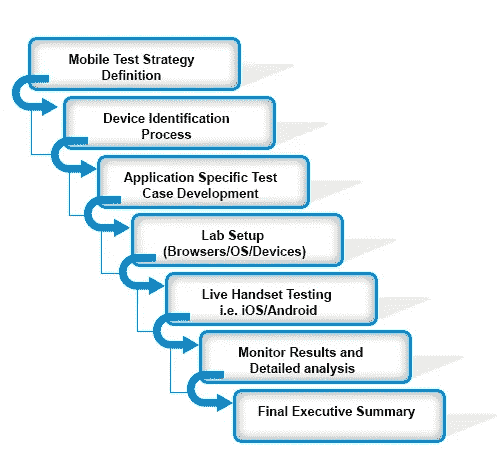 Mobile Test Strategy
Definition
Device Identification
Process
Application Specific Test
Case Development
Lab Setup
(Browsers/OS/Devices)
Live Handset Testing
i.e. iOS/Android
Monitor Results and
Detailed analysis
Final Executive Summary